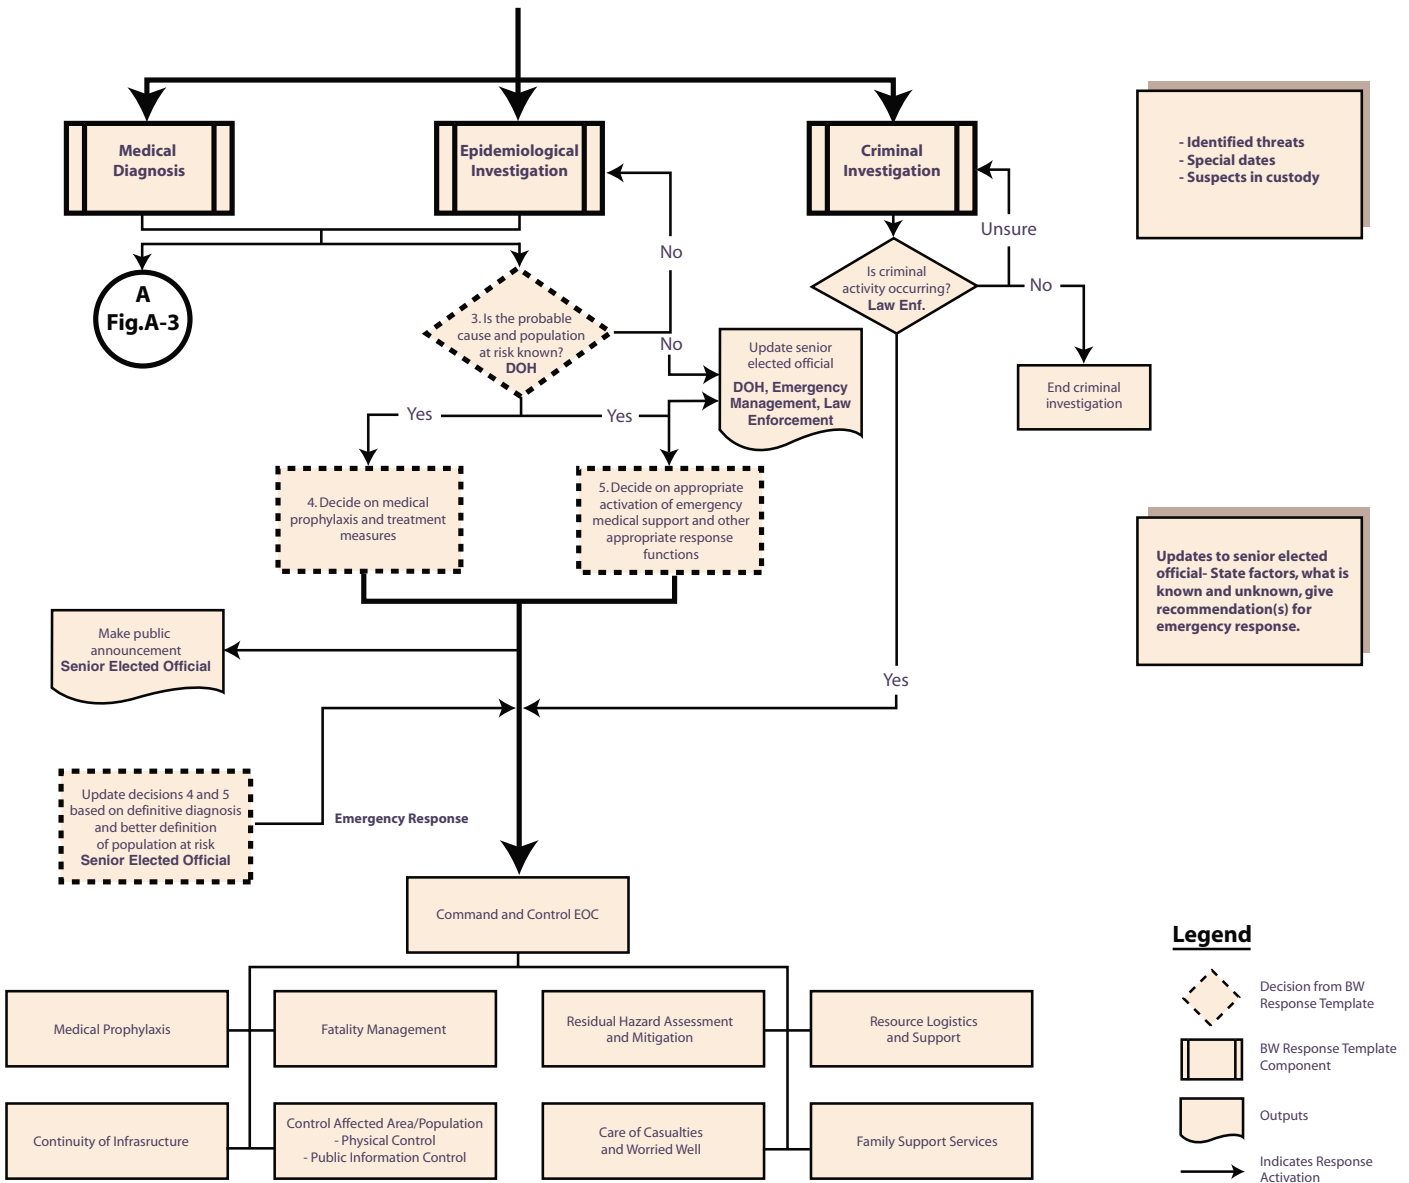 Medical
Diagnosis
Epidemiological
Investigation
Criminal
Investigation
- Identified threats
- Special dates
- Suspects in custody
Unsure
No
Is criminal
activity occurring?
Law Enf.
No
A
Fig.A-3
3. Is the probable
cause and population
at risk known?
DOH
No
Update senior
elected official
DOH, Emergency
Management, Law
Enforcement
End criminal
investigation
Yes
Yes
4. Decide on medical
prophylaxis and treatment
measures
5. Decide on appropriate
activation of emergency
medical support and other
appropriate response
functions
Updates to senior elected
official- State factors, what is
known and unknown, give
recommendation(s) for
emergency response.
Make public
announcement
Senior Elected Official
Yes
Update decisions 4 and 5
based on definitive diagnosis
and better definition
of population at risk
Senior Elected Official
Emergency Response
Command and Control EOC
Medical Prophylaxis
Fatality Management
Residual Hazard Assessment
and Mitigation
Resource Logistics
and Support
Continuity of Infrasructure
Control Affected Area/Population
- Physical Control
- Public Information Control
Care of Casualties
and Worried Well
Family Support Services
Legend
Decision from BW
Response Template
BW Response Template
Component
Outputs
Indicates Response
Activation